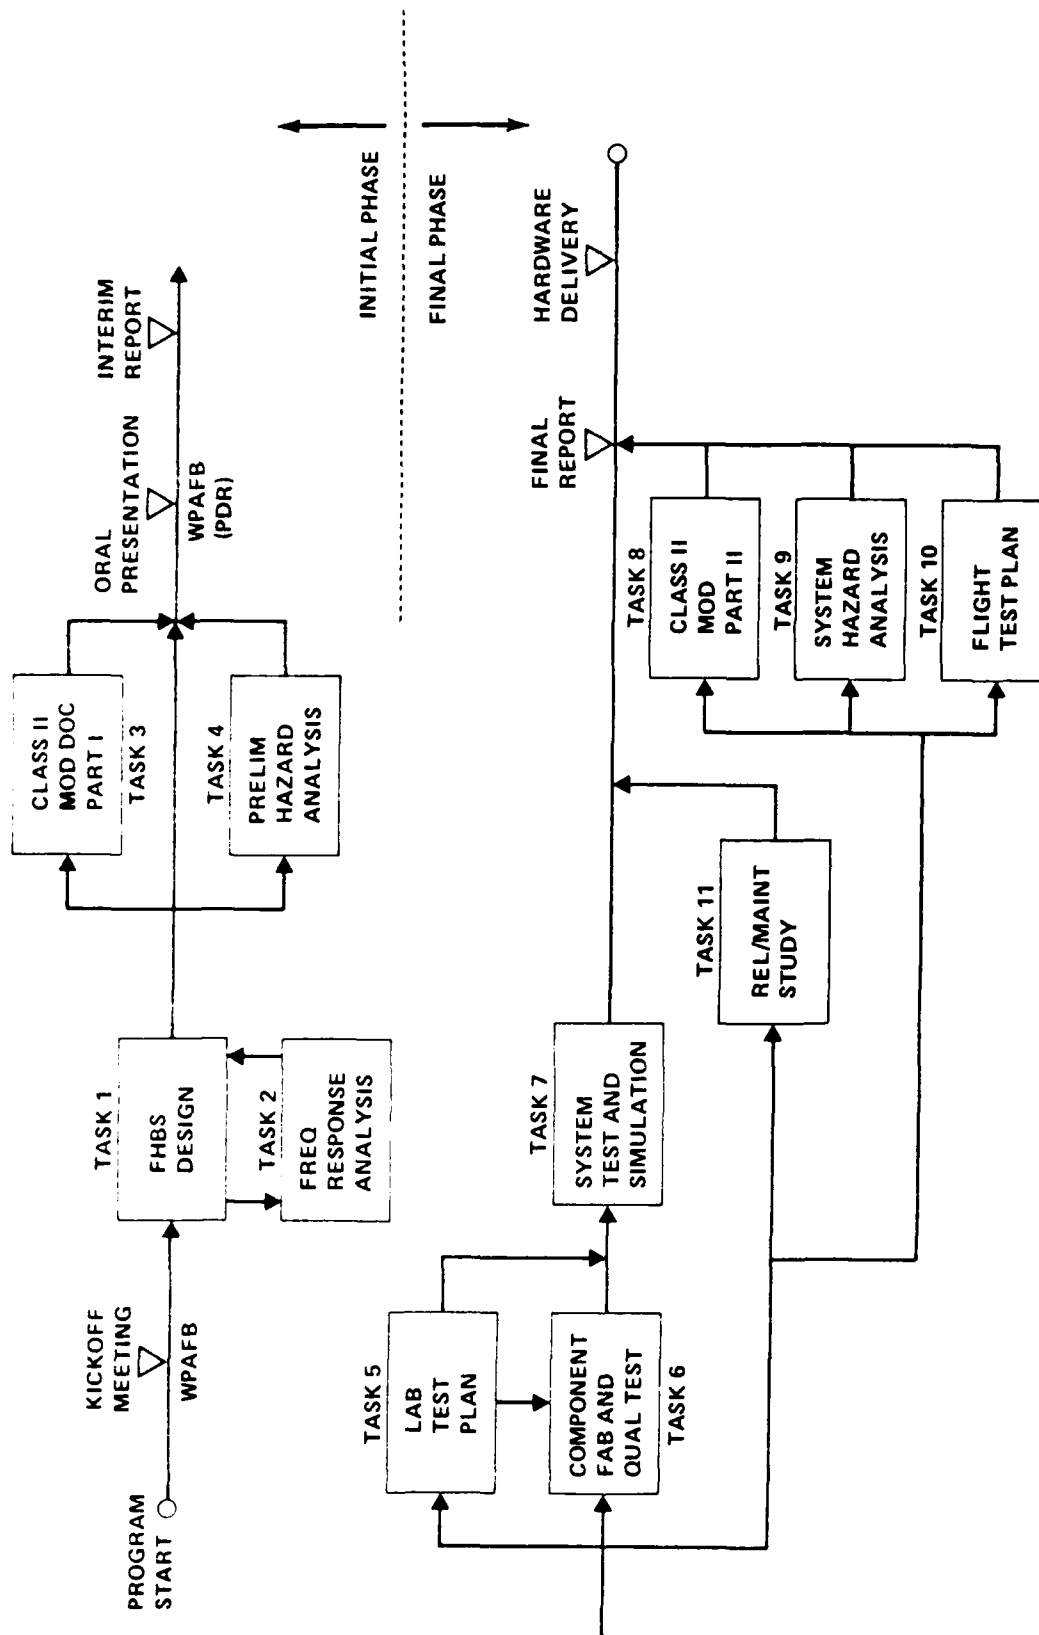 PROGRAM
START
KICKOFF
MEETING
WPAFB
TASK 1
FHBS
DESIGN
TASK 2
FREQ
RESPONSE
ANALYSIS
CLASS II
MOD DOC
PART I
TASK 3
TASK 4
PRELIM
HAZARD
ANALYSIS
ORAL
PRESENTATION
WPAFB
(PDR)
INTERIM
REPORT
INITIAL PHASE
FINAL PHASE
TASK 5
LAB
TEST
PLAN
COMPONENT
FAB AND
QUAL TEST
TASK 6
TASK 7
SYSTEM
TEST AND
SIMULATION
TASK 11
REL/MAINT
STUDY
FINAL
REPORT
HARDWARE
DELIVERY
TASK 8
CLASS II
MOD
PART II
TASK 9
SYSTEM
HAZARD
ANALYSIS
TASK 10
FLIGHT
TEST PLAN